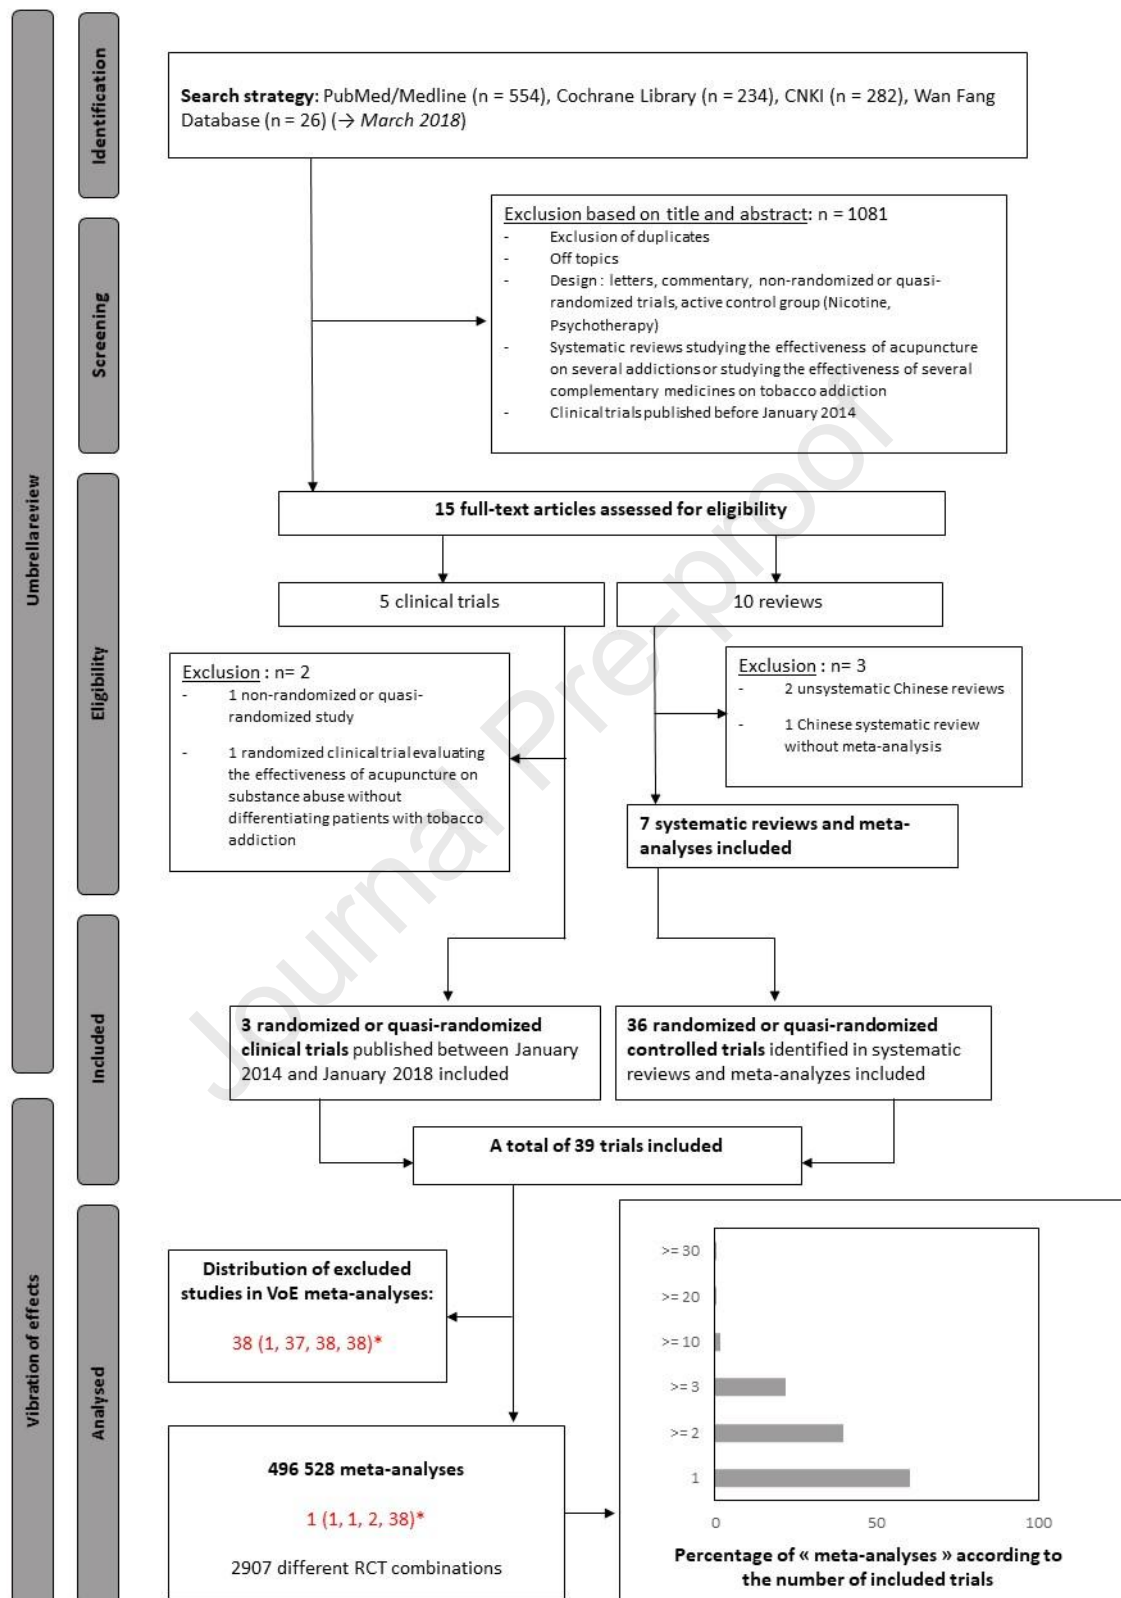 Identification
Search strategy: PubMed/Medline (n = 554), Cochrane Library (n = 234), CNKI (n = 282), Wan Fang
Database (n = 26) (→ March 2018)
Screening
Exclusion based on title and abstract: n = 1081
- Exclusion of duplicates
- Off topics
- Design : letters, commentary, non-randomized or quasi-
randomized trials, active control group (Nicotine,
Psychotherapy)
- Systematic reviews studying the effectiveness of acupuncture
on several addictions or studying the effectiveness of several
complementary medicines on tobacco addiction
- Clinical trials published before January 2014
Umbrella review
Eligibility
15 full-text articles assessed for eligibility
5 clinical trials
10 reviews
Exclusion : n= 2
- 1 non-randomized or quasi-
randomized study
- 1 randomized clinical trial evaluating
the effectiveness of acupuncture on
substance abuse without
differentiating patients with tobacco
addiction
Exclusion : n= 3
- 2 unsystematic Chinese reviews
- 1 Chinese systematic review
without meta-analysis
7 systematic reviews and meta-
analyses included
Included
3 randomized or quasi-randomized
clinical trials published between January
2014 and January 2018 included
36 randomized or quasi-randomized
controlled trials identified in systematic
reviews and meta-analyzes included
A total of 39 trials included
Vibration of effects
Analysed
Distribution of excluded
studies in VoE meta-analyses:
38 (1, 37, 38, 38)*
496 528 meta-analyses
1 (1, 1, 2, 38)*
2907 different RCT combinations
>= 30
>= 20
>= 10
>= 3
>= 2
1
0 50 100
Percentage of « meta-analyses » according to
the number of included trials
Journal Pre-proof